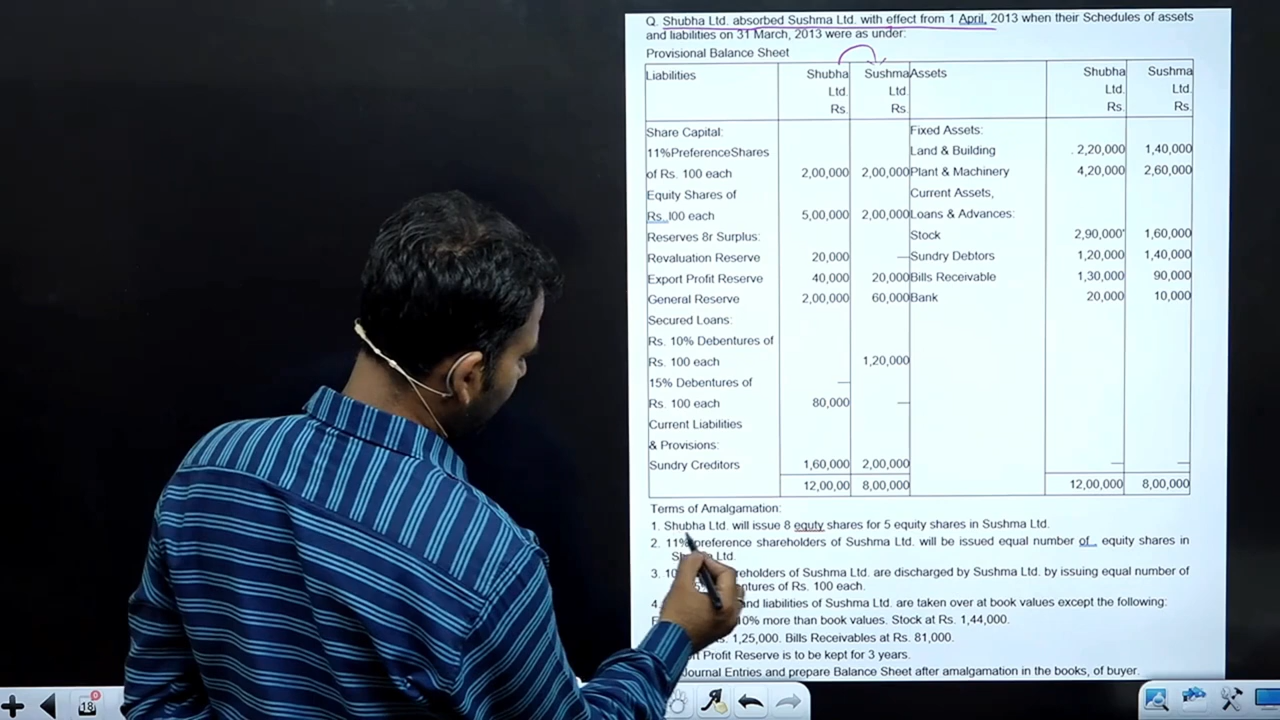 Q. Shubha Ltd. absorbed Sushma Ltd. with effect from 1 April, 2013 when their Schedules of assets
and liabilities on 31 March, 2013 were as under:
Provisional Balance Sheet
Liabilities Shubha Ltd. Rs. Sushma Ltd. Rs. Assets Shubha Ltd. Rs. Sushma Ltd. Rs.
Share Capital: Fixed Assets:
11%PreferenceShares Land & Building 2,20,000 1,40,000
of Rs. 100 each 2,00,000 2,00,000 Plant & Machinery 4,20,000 2,60,000
Equity Shares of Current Assets,
Rs. I00 each 5,00,000 2,00,000 Loans & Advances:
Reserves 8r Surplus: Stock 2,90,000' 1,60,000
Revaluation Reserve 20,000 — Sundry Debtors 1,20,000 1,40,000
Export Profit Reserve 40,000 20,000 Bills Receivable 1,30,000 90,000
General Reserve 2,00,000 60,000 Bank 20,000 10,000
Secured Loans:
Rs. 10% Debentures of
Rs. 100 each 1,20,000
15% Debentures of —
Rs. 100 each 80,000 —
Current Liabilities
& Provisions:
Sundry Creditors 1,60,000 2,00,000 — —
12,00,00 8,00,000 12,00,000 8,00,000
Terms of Amalgamation:
1. Shubha Ltd. will issue 8 equty shares for 5 equity shares in Sushma Ltd.
2. 11% preference shareholders of Sushma Ltd. will be issued equal number of . equity shares in
Ltd.
3. of Sushma Ltd. are discharged by Sushma Ltd. by issuing equal number of
of Rs. 100 each.
4 and liabilities of Sushma Ltd. are taken over at book values except the following:
10% more than book values. Stock at Rs. 1,44,000.
1,25,000. Bills Receivables at Rs. 81,000.
Profit Reserve is to be kept for 3 years.
Journal Entries and prepare Balance Sheet after amalgamation in the books, of buyer.
18
0